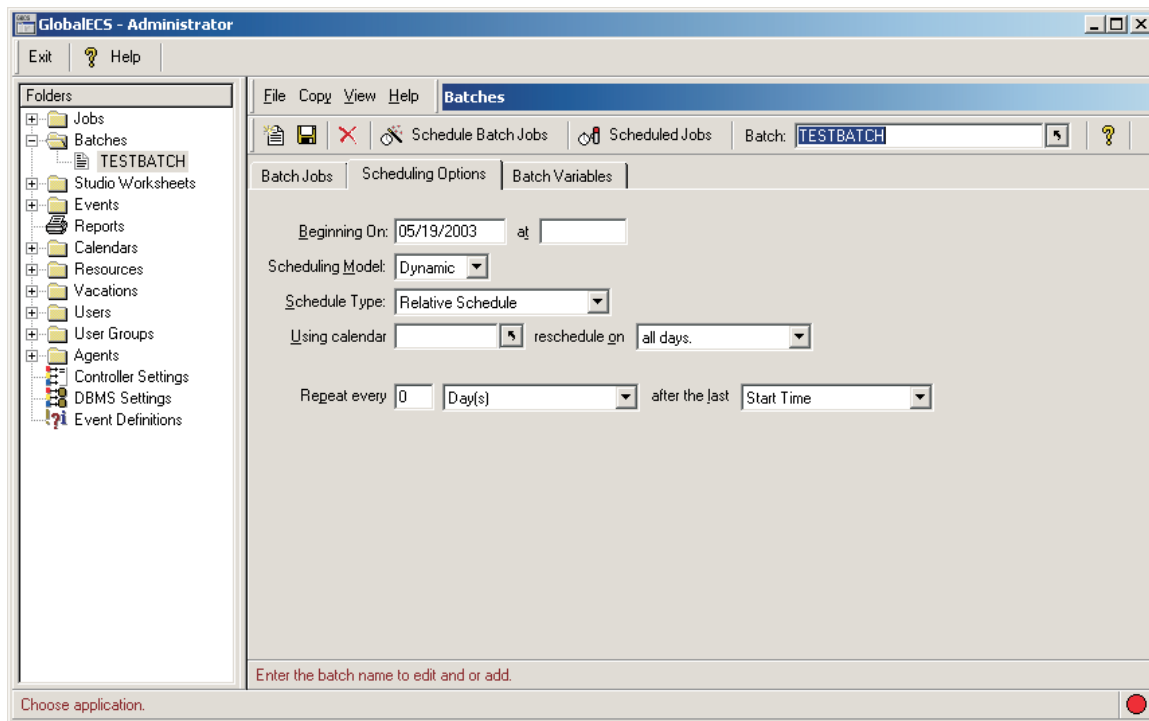 GlobalECS - Administrator
Exit Help
Folders
Jobs
Batches
TESTBATCH
Studio Worksheets
Events
Reports
Calendars
Resources
Vacations
Users
User Groups
Agents
Controller Settings
DBMS Settings
Event Definitions
File Copy View Help Batches
Schedule Batch Jobs Scheduled Jobs Batch: TESTBATCH
Batch Jobs Scheduling Options Batch Variables
Beginning On: 05/19/2003 at
Scheduling Model: Dynamic
Schedule Type: Relative Schedule
Using calendar reschedule on all days.
Repeat every 0 Day(s) after the last Start Time
Enter the batch name to edit and or add.
Choose application.